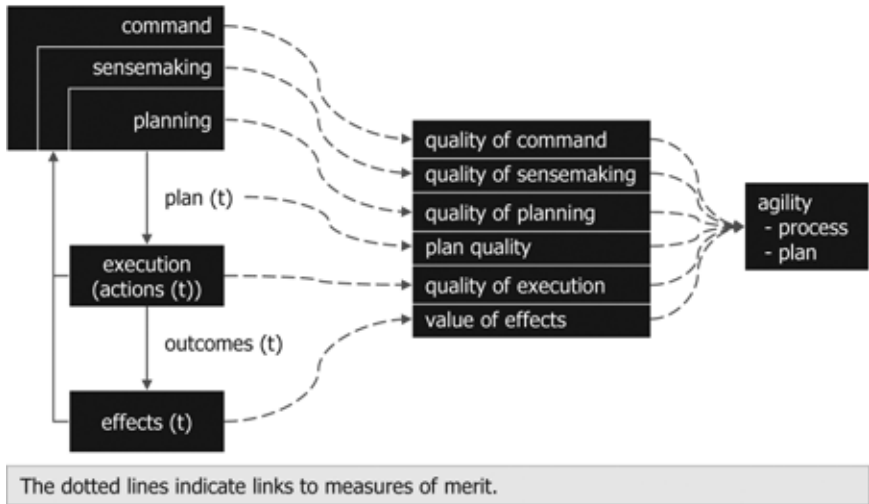 command
sensemaking
planning
plan (t)
execution
(actions (t))
outcomes (t)
effects (t)
quality of command
quality of sensemaking
quality of planning
plan quality
quality of execution
value of effects
agility
- process
- plan
The dotted lines indicate links to measures of merit.